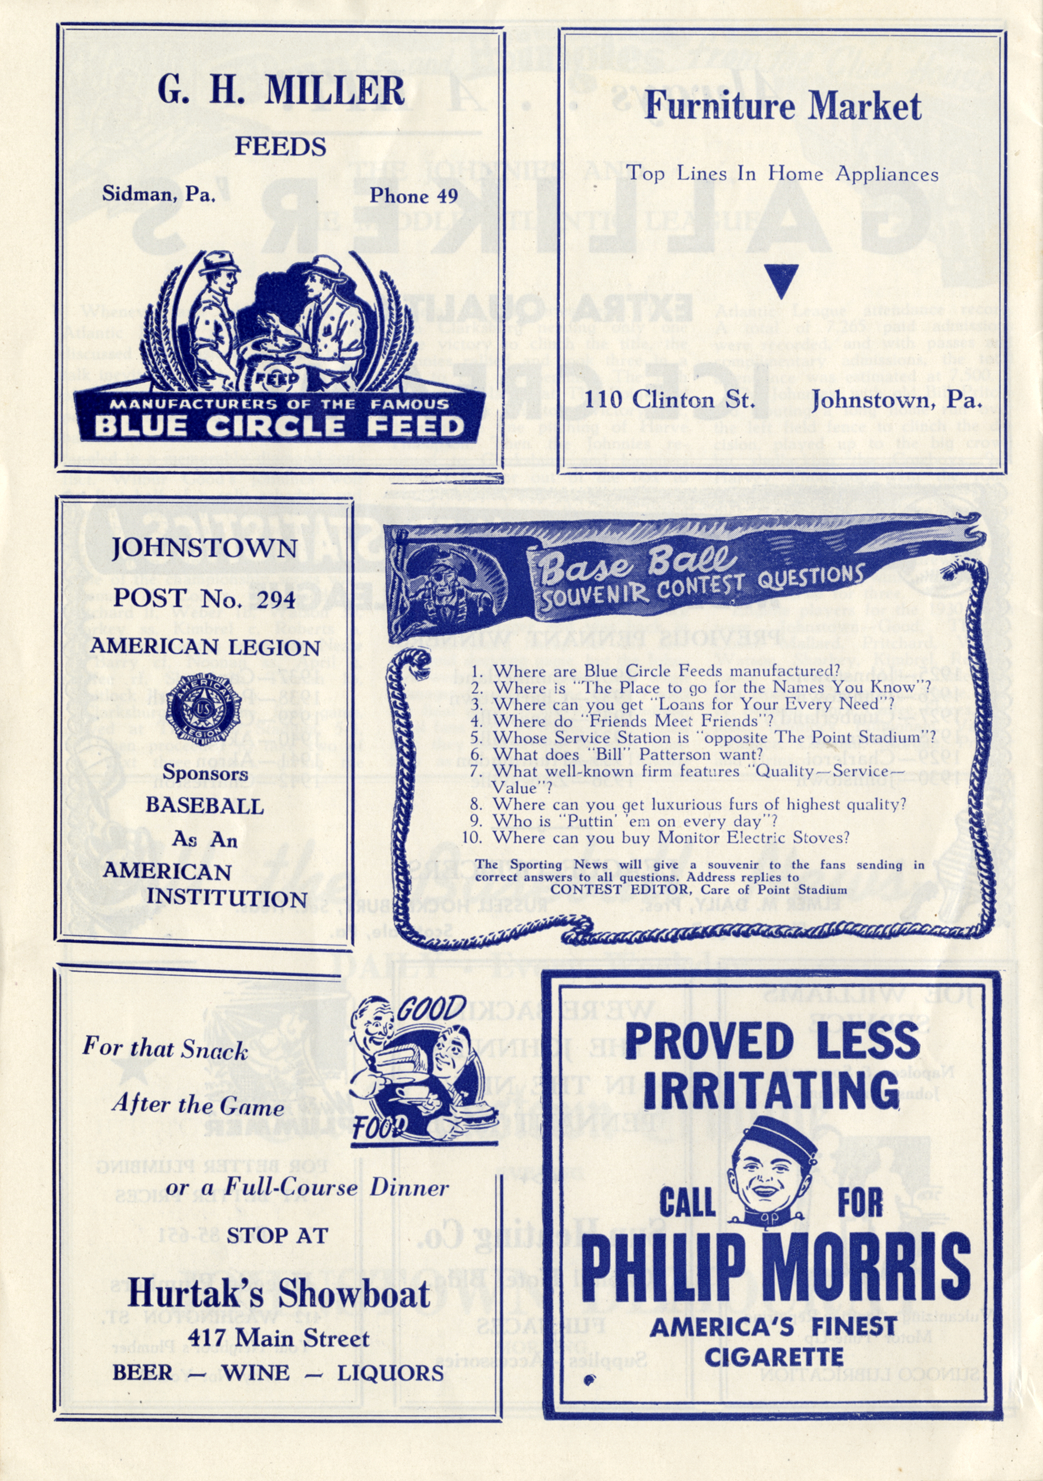 G. H. MILLER
FEEDS
Sidman, Pa. Phone 49
FEED
MANUFACTURERS OF THE FAMOUS
BLUE CIRCLE FEED
Furniture Market
Top Lines In Home Appliances
110 Clinton St. Johnstown, Pa.
JOHNSTOWN
POST No. 294
AMERICAN LEGION
AMERICAN
US
LEGION
Sponsors
BASEBALL
As An
AMERICAN
INSTITUTION
Base Ball
SOUVENIR CONTEST QUESTIONS
1. Where are Blue Circle Feeds manufactured?
2. Where is "The Place to go for the Names You Know"?
3. Where can you get "Loans for Your Every Need"?
4. Where do "Friends Meet Friends"?
5. Whose Service Station is "opposite The Point Stadium"?
6. What does "Bill" Patterson want?
7. What well-known firm features "Quality—Service—
Value"?
8. Where can you get luxurious furs of highest quality?
9. Who is "Puttin' 'em on every day"?
10. Where can you buy Monitor Electric Stoves?
The Sporting News will give a souvenir to the fans sending in
correct answers to all questions. Address replies to
CONTEST EDITOR, Care of Point Stadium
GOOD
FOOD
For that Snack
After the Game
or a Full-Course Dinner
STOP AT
Hurtak's Showboat
417 Main Street
BEER — WINE — LIQUORS
PROVED LESS
IRRITATING
CALL FOR
PHILIP MORRIS
AMERICA'S FINEST
CIGARETTE